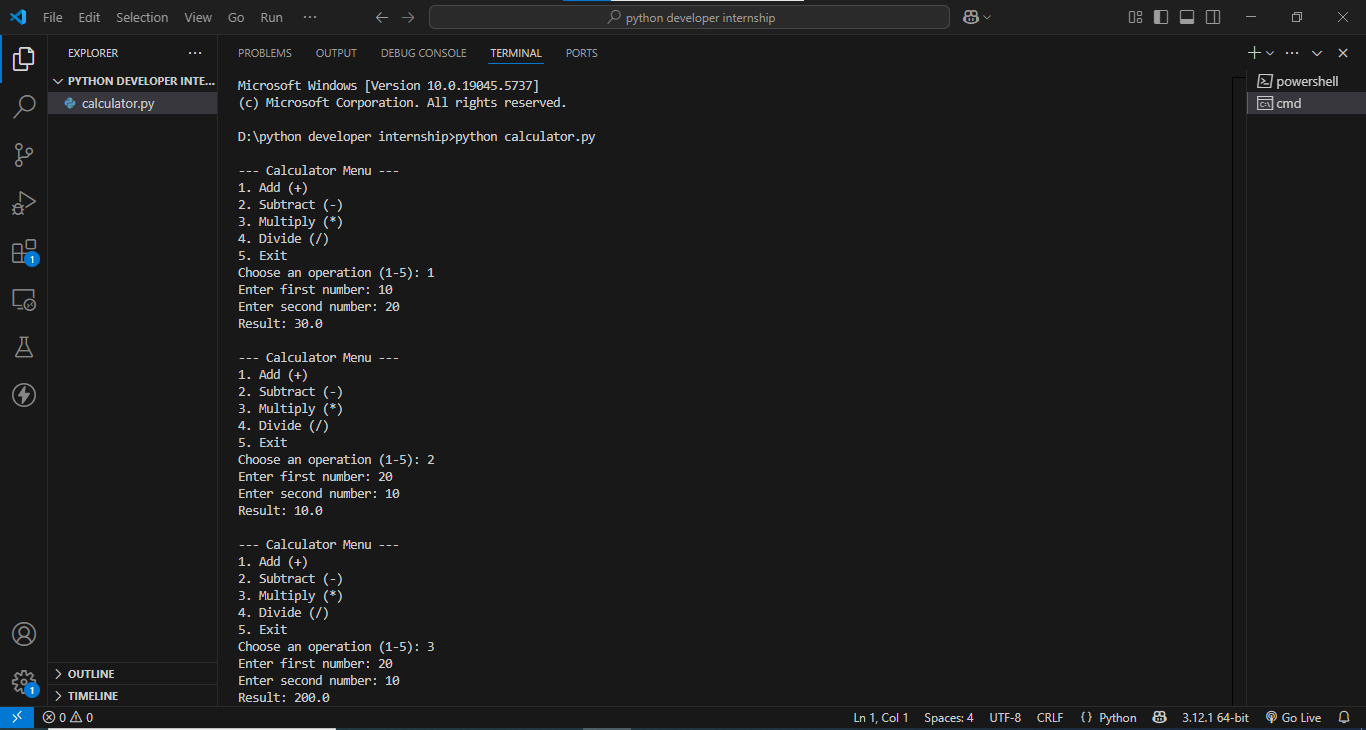 File Edit Selection View Go Run ···
python developer internship
EXPLORER ···
PYTHON DEVELOPER INTE...
calculator.py
OUTLINE
TIMELINE
PROBLEMS OUTPUT DEBUG CONSOLE TERMINAL PORTS
Microsoft Windows [Version 10.0.19045.5737]
(c) Microsoft Corporation. All rights reserved.
D:\python developer internship>python calculator.py
--- Calculator Menu ---
1. Add (+)
2. Subtract (-)
3. Multiply (*)
4. Divide (/)
5. Exit
Choose an operation (1-5): 1
Enter first number: 10
Enter second number: 20
Result: 30.0
--- Calculator Menu ---
1. Add (+)
2. Subtract (-)
3. Multiply (*)
4. Divide (/)
5. Exit
Choose an operation (1-5): 2
Enter first number: 20
Enter second number: 10
Result: 10.0
--- Calculator Menu ---
1. Add (+)
2. Subtract (-)
3. Multiply (*)
4. Divide (/)
5. Exit
Choose an operation (1-5): 3
Enter first number: 20
Enter second number: 10
Result: 200.0
powershell
cmd
1
1
0 0
Ln 1, Col 1 Spaces: 4 UTF-8 CRLF {} Python 3.12.1 64-bit Go Live